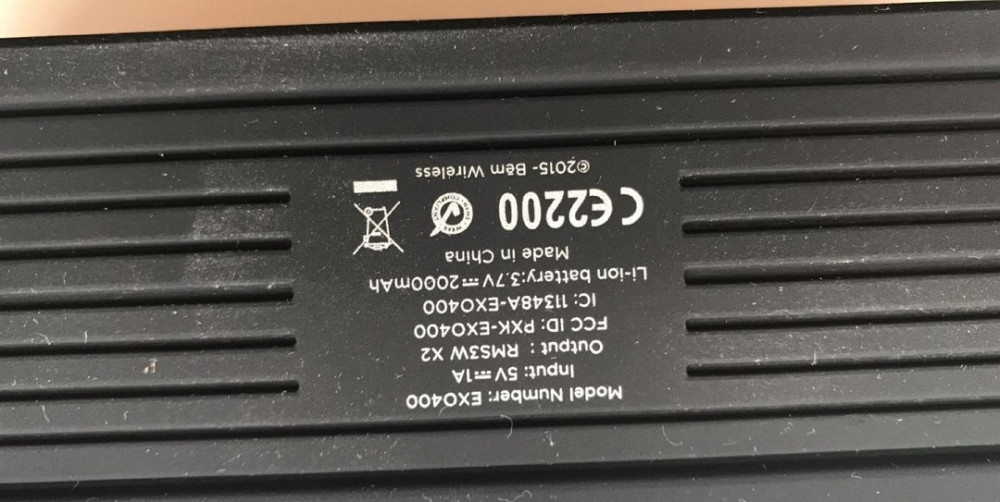 Model Number: EXO400
Input: 5V⎓1A
Output : RMS3W X2
FCC ID: PXK-EXO400
IC: 11348A-EXO400
Li-ion battery:3.7V⎓2000mAh
Made in China
CE2200
©2015- Bēm Wireless